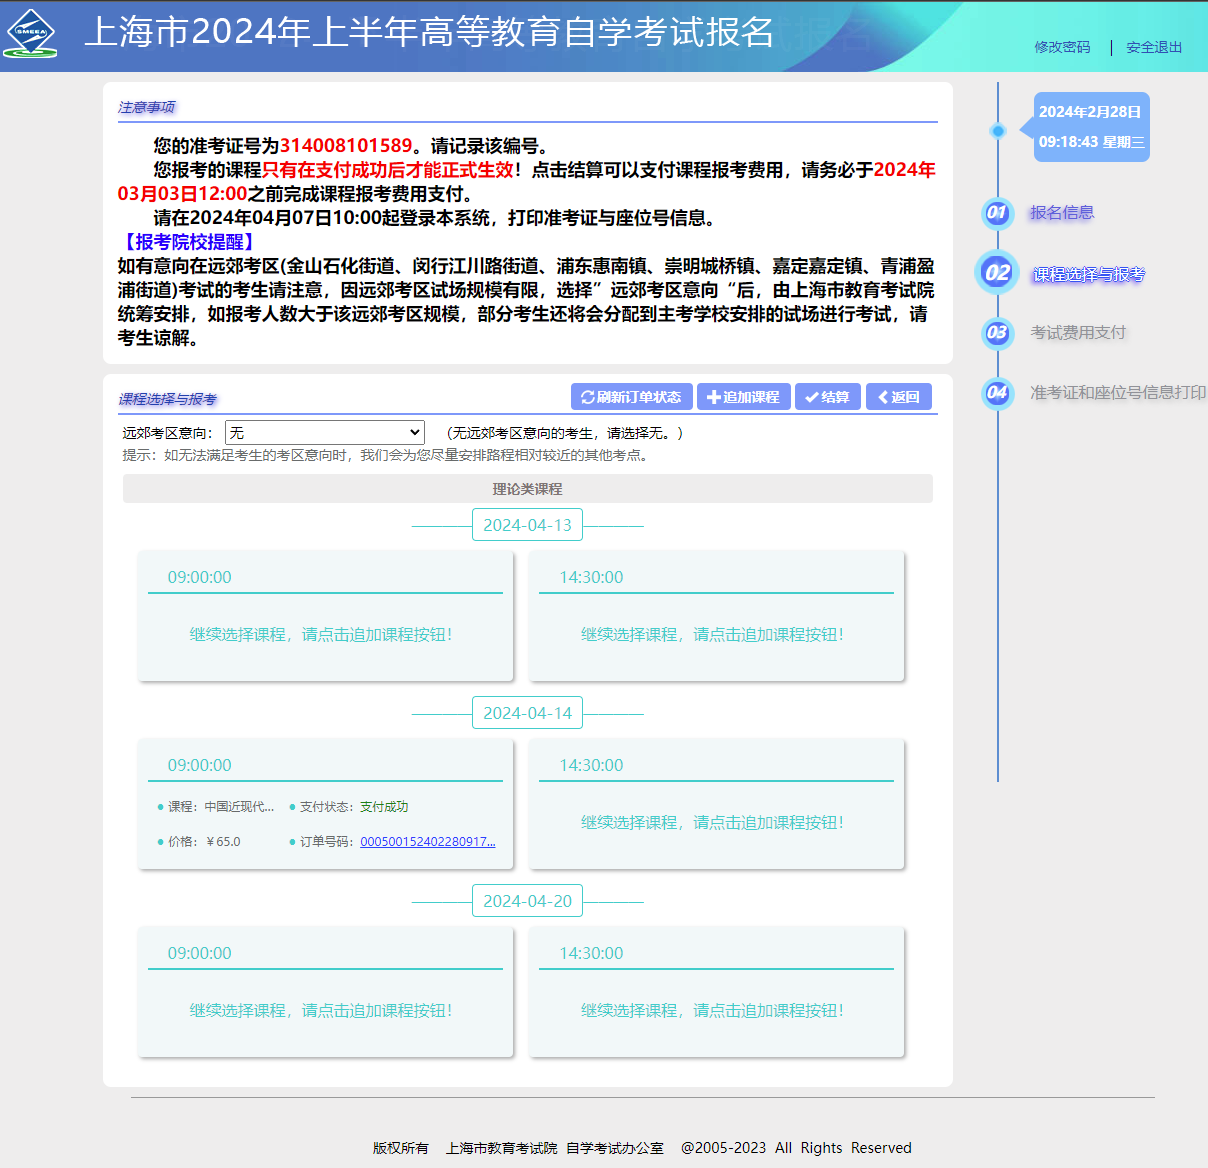 SMEEA
上海市2024年上半年高等教育自学考试报名
修改密码 | 安全退出
注意事项
您的准考证号为314008101589。请记录该编号。
您报考的课程只有在支付成功后才能正式生效！点击结算可以支付课程报考费用，请务必于2024年
03月03日12:00之前完成课程报考费用支付。
请在2024年04月07日10:00起登录本系统，打印准考证与座位号信息。
【报考院校提醒】
如有意向在远郊考区(金山石化街道、闵行江川路街道、浦东惠南镇、崇明城桥镇、嘉定嘉定镇、青浦盈
浦街道)考试的考生请注意，因远郊考区试场规模有限，选择”远郊考区意向“后，由上海市教育考试院
统筹安排，如报考人数大于该远郊考区规模，部分考生还将会分配到主考学校安排的试场进行考试，请
考生谅解。
2024年2月28日
09:18:43 星期三
01 报名信息
02 课程选择与报考
03 考试费用支付
04 准考证和座位号信息打印
课程选择与报考 刷新订单状态 追加课程 结算 返回
远郊考区意向： 无 （无远郊考区意向的考生，请选择无。）
提示：如无法满足考生的考区意向时，我们会为您尽量安排路程相对较近的其他考点。
理论类课程
2024-04-13
09:00:00
继续选择课程，请点击追加课程按钮！
14:30:00
继续选择课程，请点击追加课程按钮！
2024-04-14
09:00:00
课程：中国近现代... 支付状态：支付成功
价格：￥65.0 订单号码：000500152402280917...
14:30:00
继续选择课程，请点击追加课程按钮！
2024-04-20
09:00:00
继续选择课程，请点击追加课程按钮！
14:30:00
继续选择课程，请点击追加课程按钮！
版权所有 上海市教育考试院 自学考试办公室 @2005-2023 All Rights Reserved